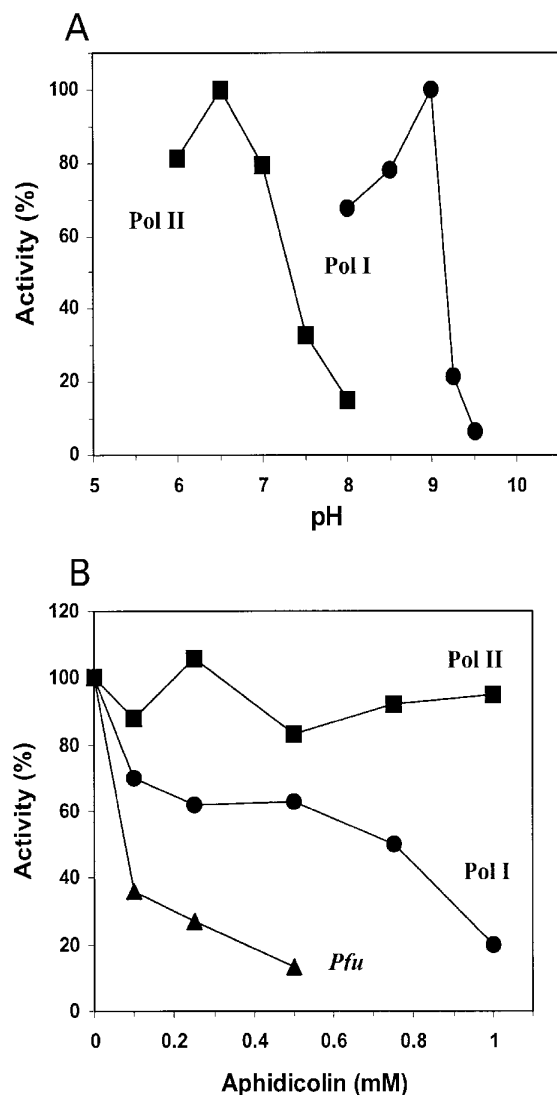 A
100
80
60
40
20
0
Activity (%)
Pol II
Pol I
5 6 7 8 9 10
pH
B
120
100
80
60
40
20
0
Activity (%)
Pol II
Pol I
Pfu
0 0.2 0.4 0.6 0.8 1
Aphidicolin (mM)